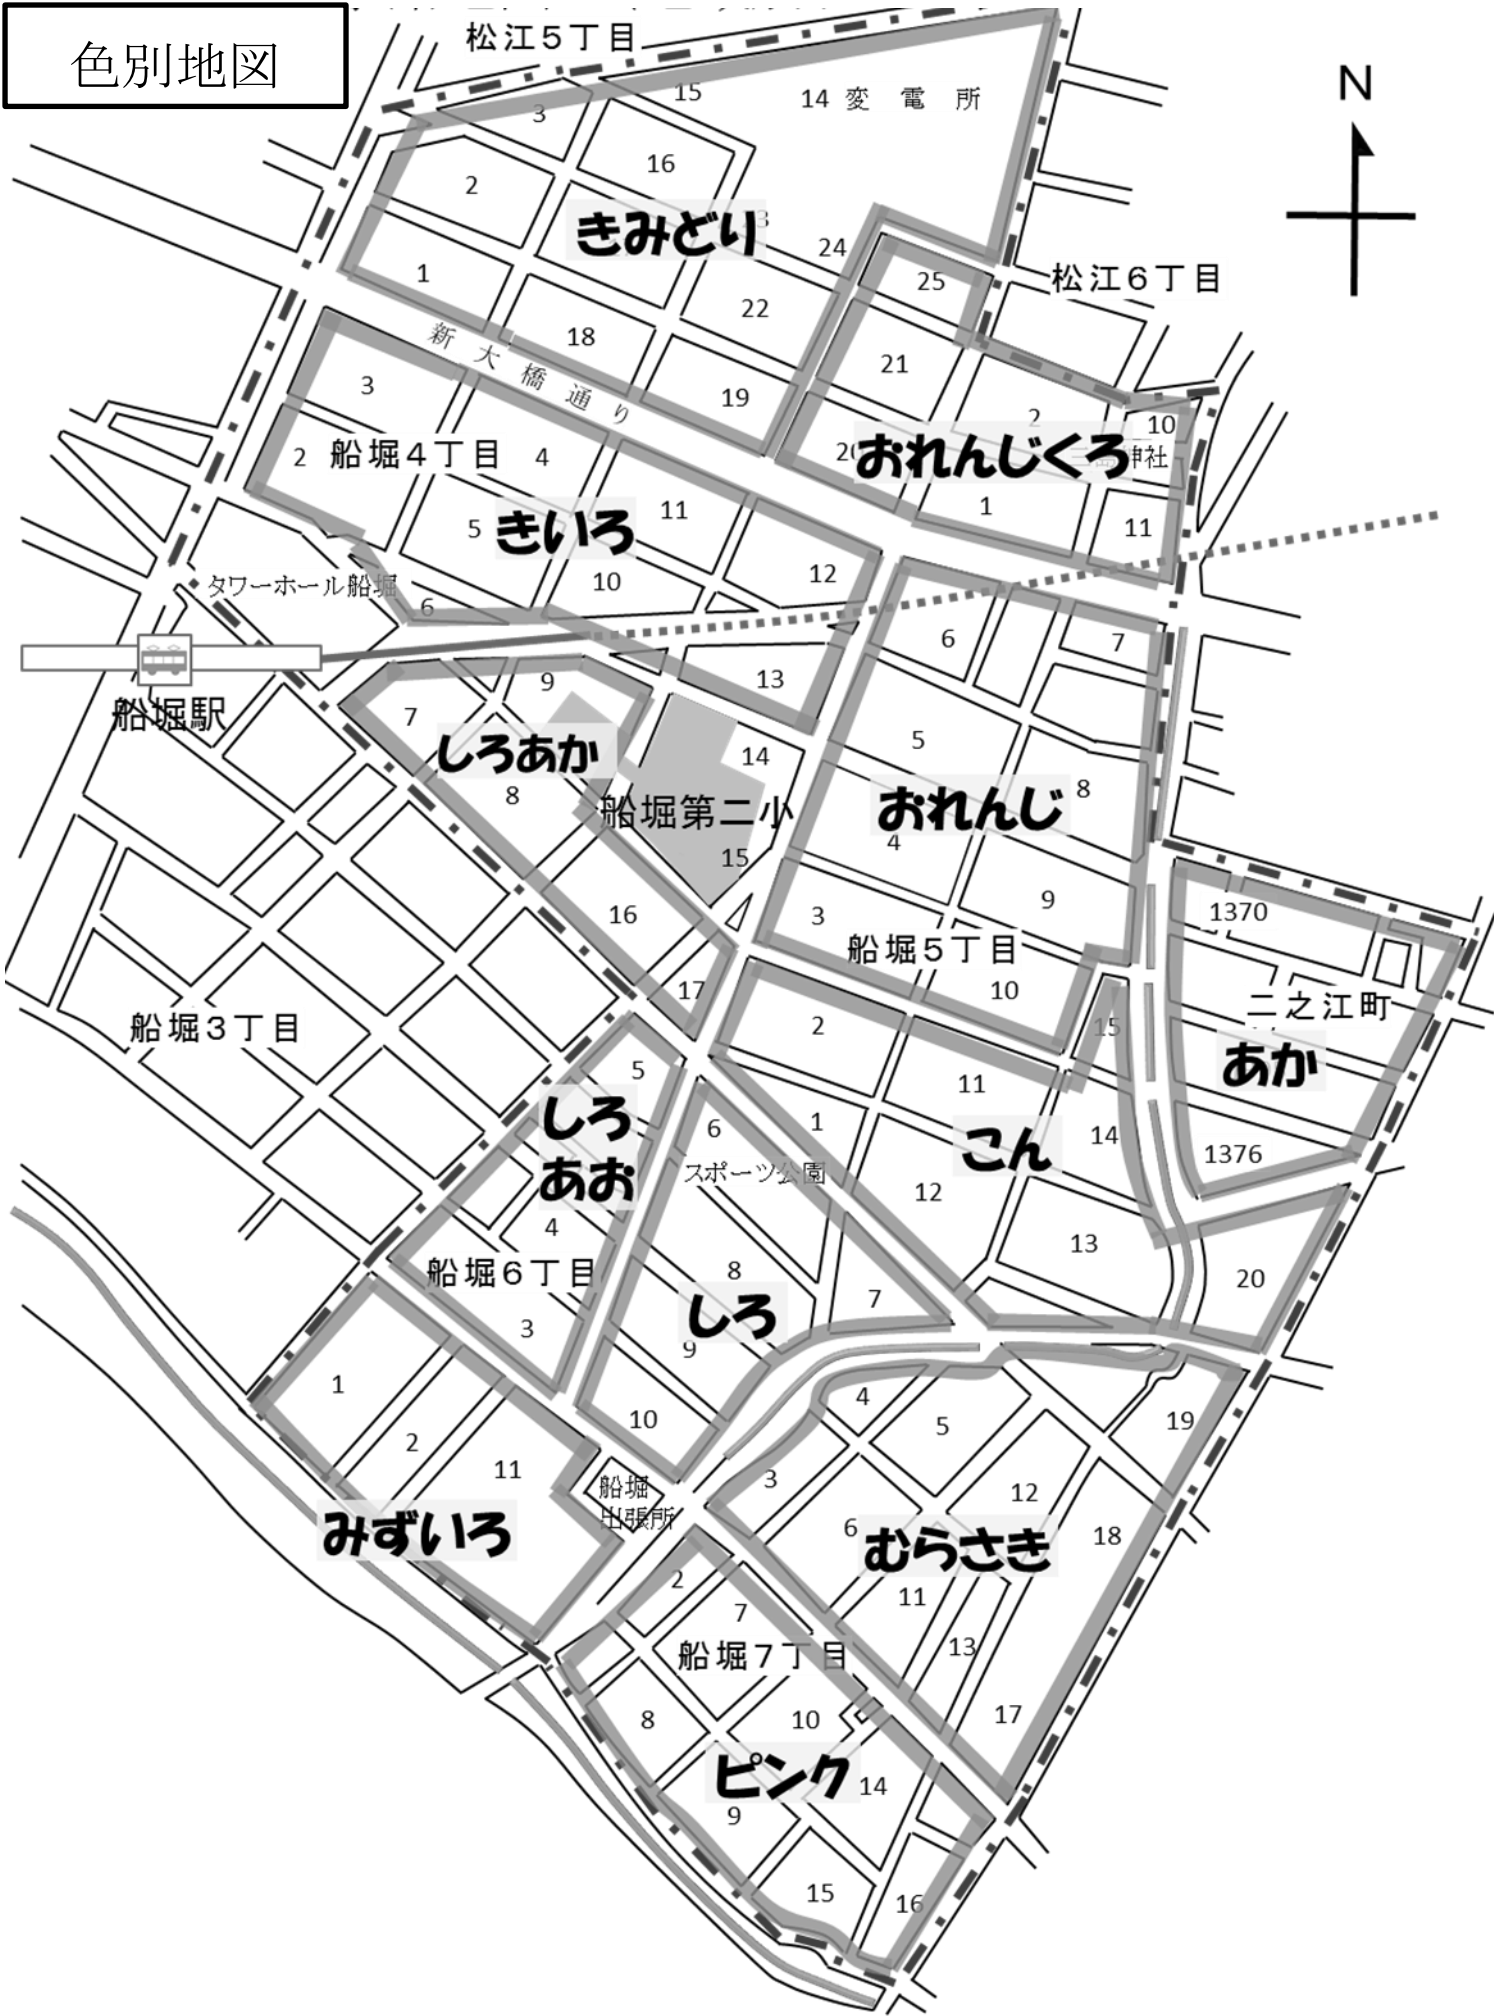 色別地図
松江5丁目
N
3
15
14 変電所
16
2
きみどり
3
24
25
松江6丁目
1
18
22
21
新大橋通り
3
19
2
10
2
船堀4丁目
4
おれんじくろ
神社
1
11
11
5
きいろ
10
12
タワーホール船堀
6
6
7
13
9
船堀駅
7
しろあか
14
5
8
8
船堀第二小
おれんじ
4
15
16
3
9
1370
船堀5丁目
17
10
二之江町
船堀3丁目
2
15
あか
5
11
しろ
あお
6
1
14
こん
1376
スポーツ公園
12
4
13
船堀6丁目
8
20
3
しろ
7
9
1
4
10
5
19
2
11
3
船堀
出張所
12
みずいろ
6
むらさき
18
2
11
7
13
船堀7丁目
8
10
17
ピンク
14
9
15
16